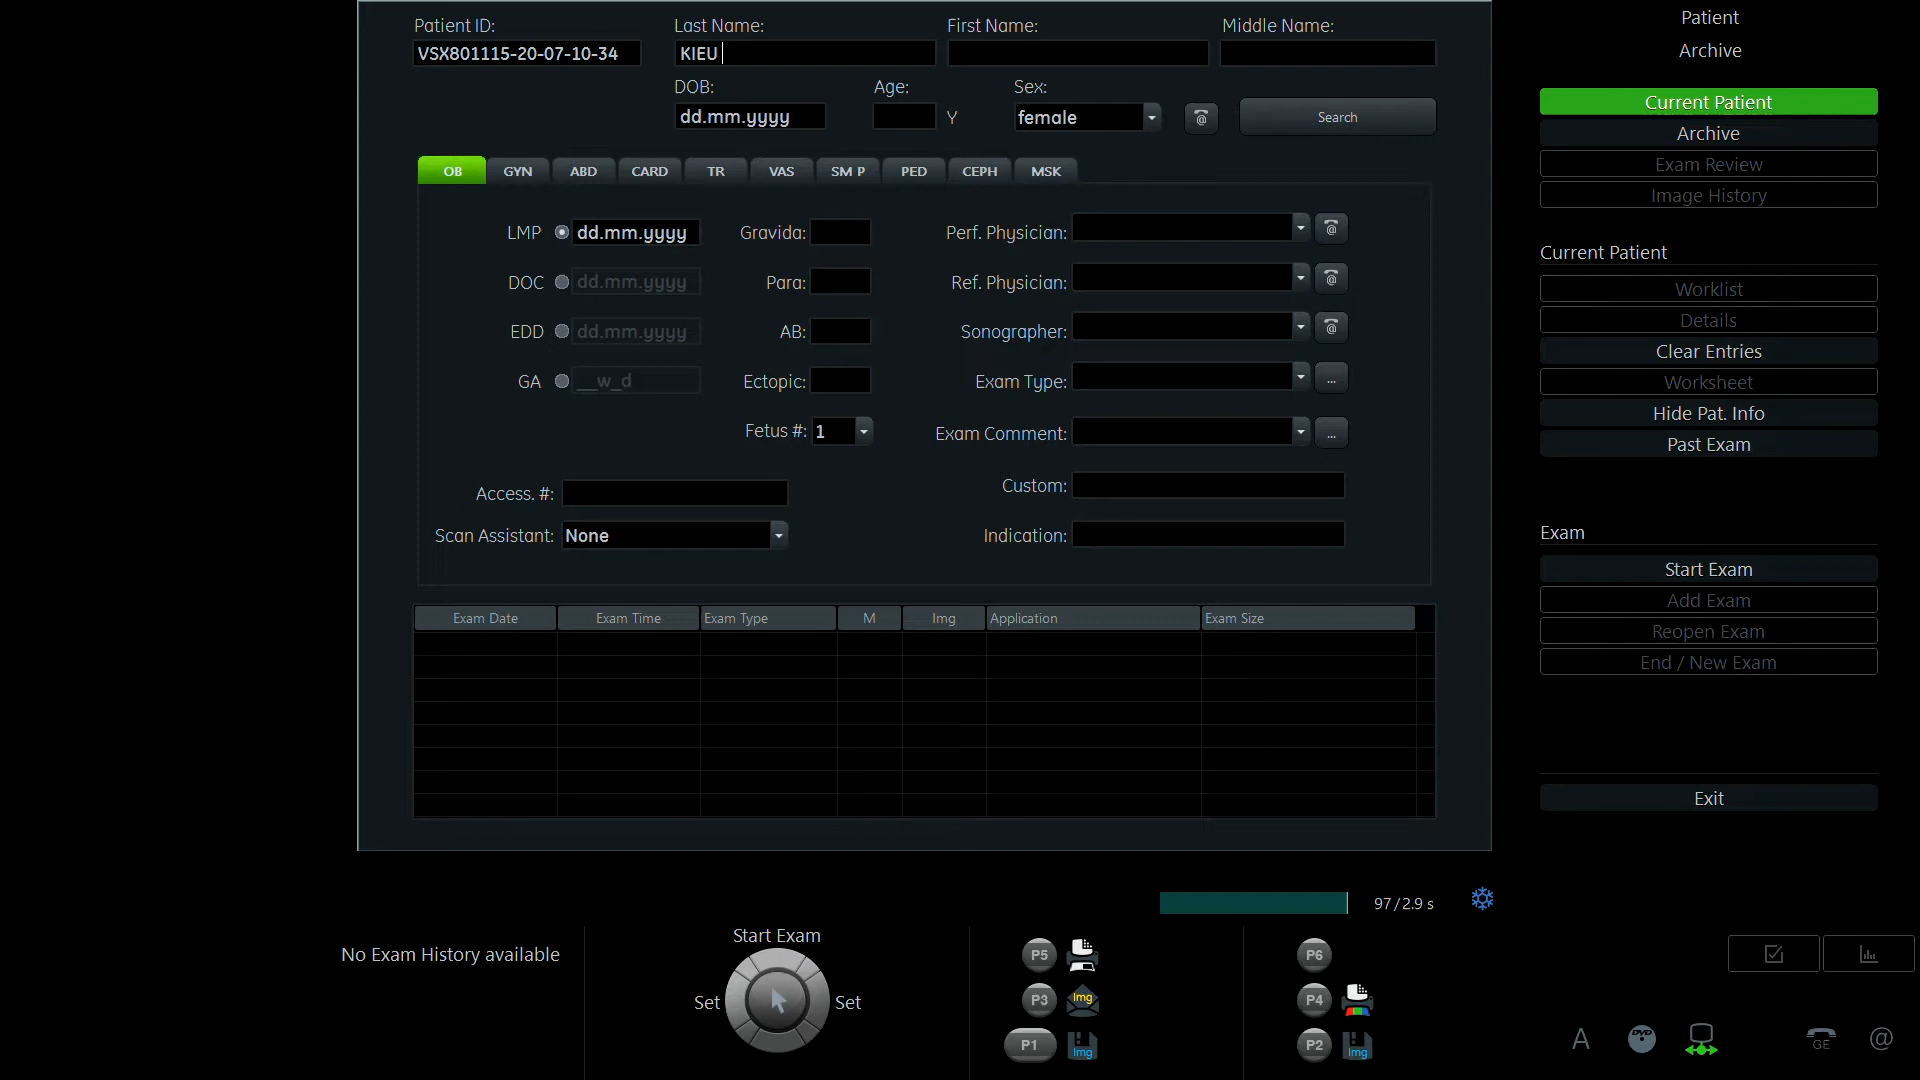 Patient ID: Last Name: First Name: Middle Name:
VSX801115-20-07-10-34 KIEU
DOB: Age: Sex:
dd.mm.yyyy Y female @ Search
OB GYN ABD CARD TR VAS SM P PED CEPH MSK
LMP dd.mm.yyyy Gravida: Perf. Physician: @
DOC dd.mm.yyyy Para: Ref. Physician: @
EDD dd.mm.yyyy AB: Sonographer: @
GA __w_d Ectopic: Exam Type: ...
Fetus #: 1 Exam Comment: ...
Access. #: Custom:
Scan Assistant: None Indication:
Exam Date Exam Time Exam Type M Img Application Exam Size
Patient
Archive
Current Patient
Archive
Exam Review
Image History
Current Patient
Worklist
Details
Clear Entries
Worksheet
Hide Pat. Info
Past Exam
Exam
Start Exam
Add Exam
Reopen Exam
End / New Exam
Exit
97/2.9 s
No Exam History available
Start Exam
Set Set
P5 P6
P3 Img P4
P1 Img P2 Img
A DVD GE @